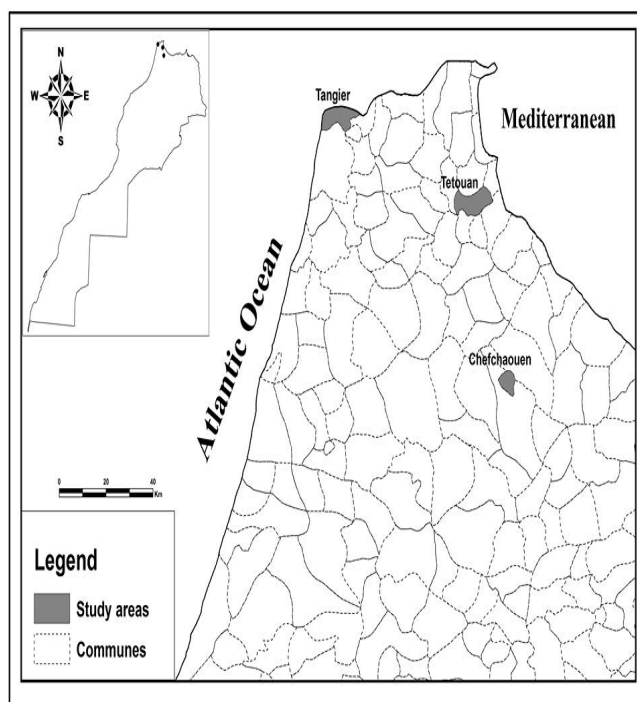 N
W E
S
Tangier
Mediterranean
Tetouan
Atlantic Ocean
Chefchaouen
0 20 40
Km
Legend
Study areas
Communes